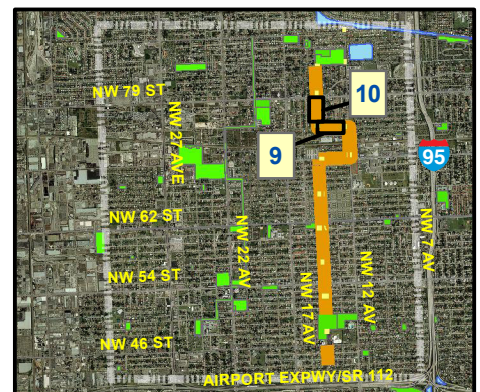 10
NW 79 ST
9
95
NW 27 AVE
NW 62 ST
NW 22 AV
NW 7 AV
NW 54 ST
NW 17 AV
NW 12 AV
NW 46 ST
AIRPORT EXPWY/SR 112